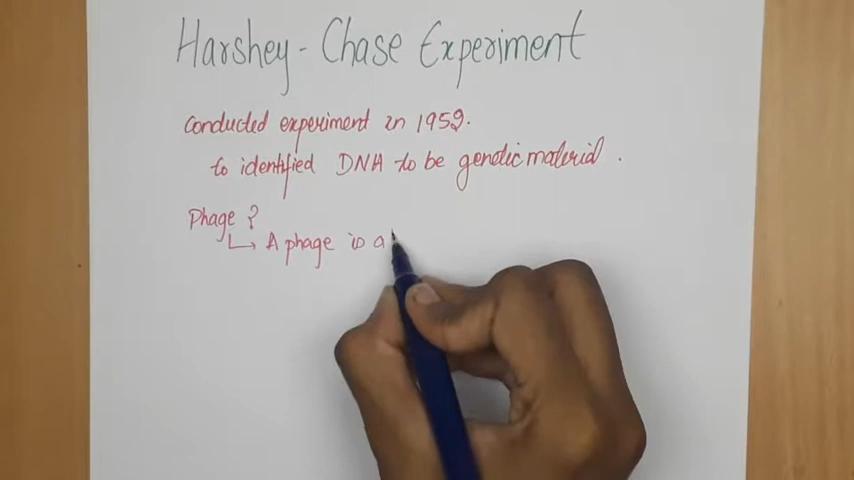 Harshey - Chase Experiment
Conducted experiment in 1952.
to identified DNA to be genetic material.
Phage ?
↳ A phage is a